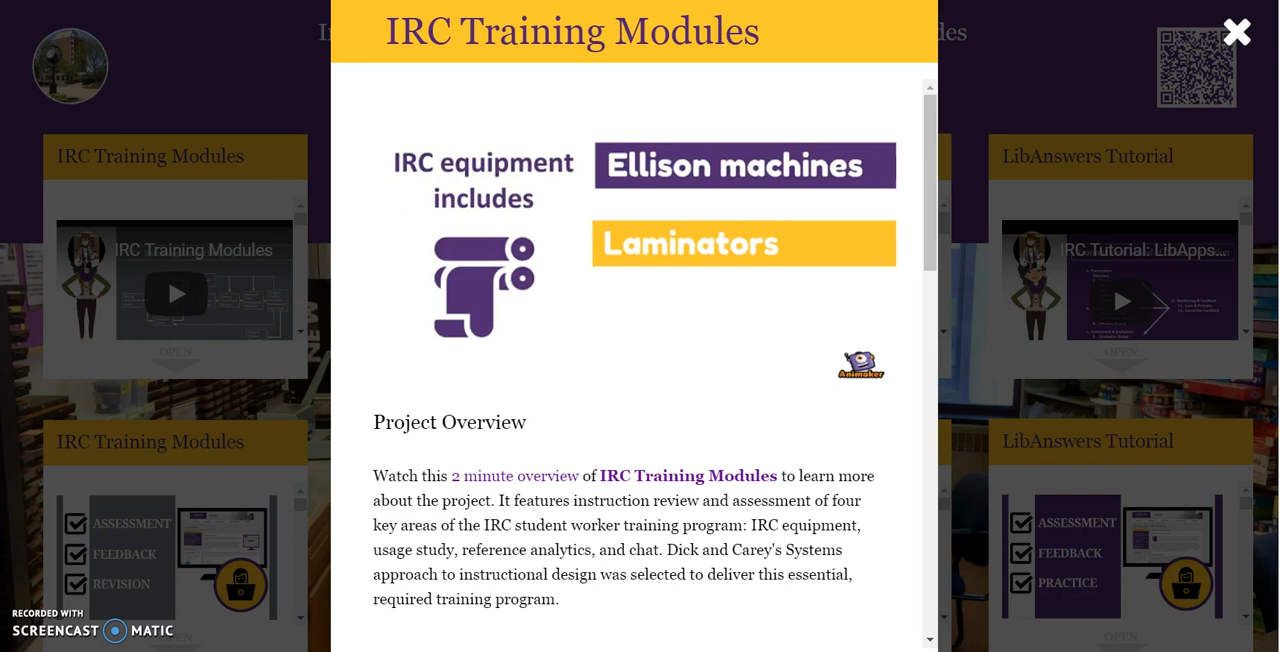 IRC Training Modules
IRC equipment
includes
Ellison machines
Laminators
Animaker
Project Overview
Watch this 2 minute overview of IRC Training Modules to learn more
about the project. It features instruction review and assessment of four
key areas of the IRC student worker training program: IRC equipment,
usage study, reference analytics, and chat. Dick and Carey's Systems
approach to instructional design was selected to deliver this essential,
required training program.
IRC Training Modules
IRC Training Modules
OPEN
IRC Training Modules
ASSESSMENT
FEEDBACK
REVISION
OPEN
LibAnswers Tutorial
IRC Tutorial: LibApps...
OPEN
LibAnswers Tutorial
ASSESSMENT
FEEDBACK
PRACTICE
OPEN
RECORDED WITH
SCREENCAST MATIC